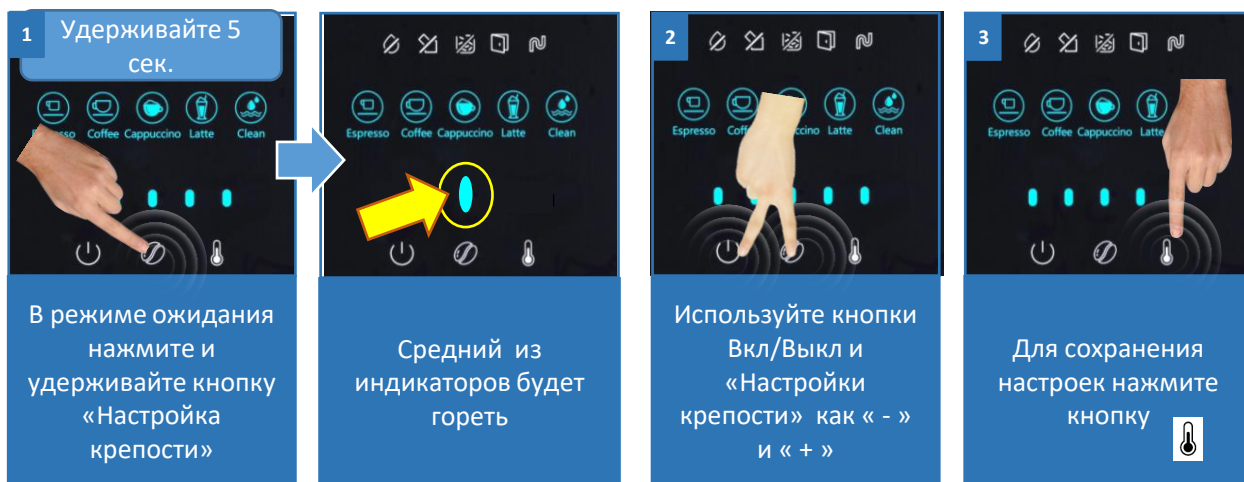 1
Удерживайте 5
сек.
Espresso Coffee Cappuccino Latte Clean
В режиме ожидания
нажмите и
удерживайте кнопку
«Настройка
крепости»
Espresso Coffee Cappuccino Latte Clean
Средний из
индикаторов будет
гореть
2
Espresso Latte Clean
Используйте кнопки
Вкл/Выкл и
«Настройки
крепости» как « - »
и « + »
3
Espresso Coffee Cappuccino Latte
Для сохранения
настроек нажмите
кнопку